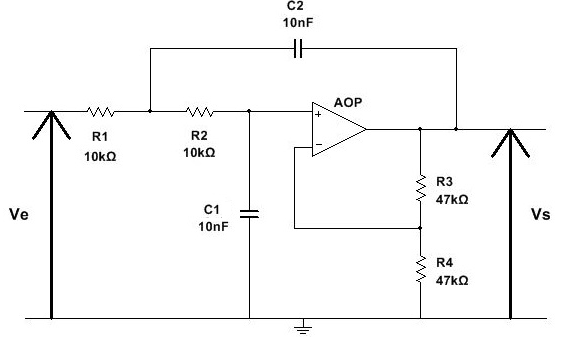 C2
10nF
AOP
+
−
R1
10kΩ
R2
10kΩ
R3
47kΩ
C1
10nF
Ve
Vs
R4
47kΩ